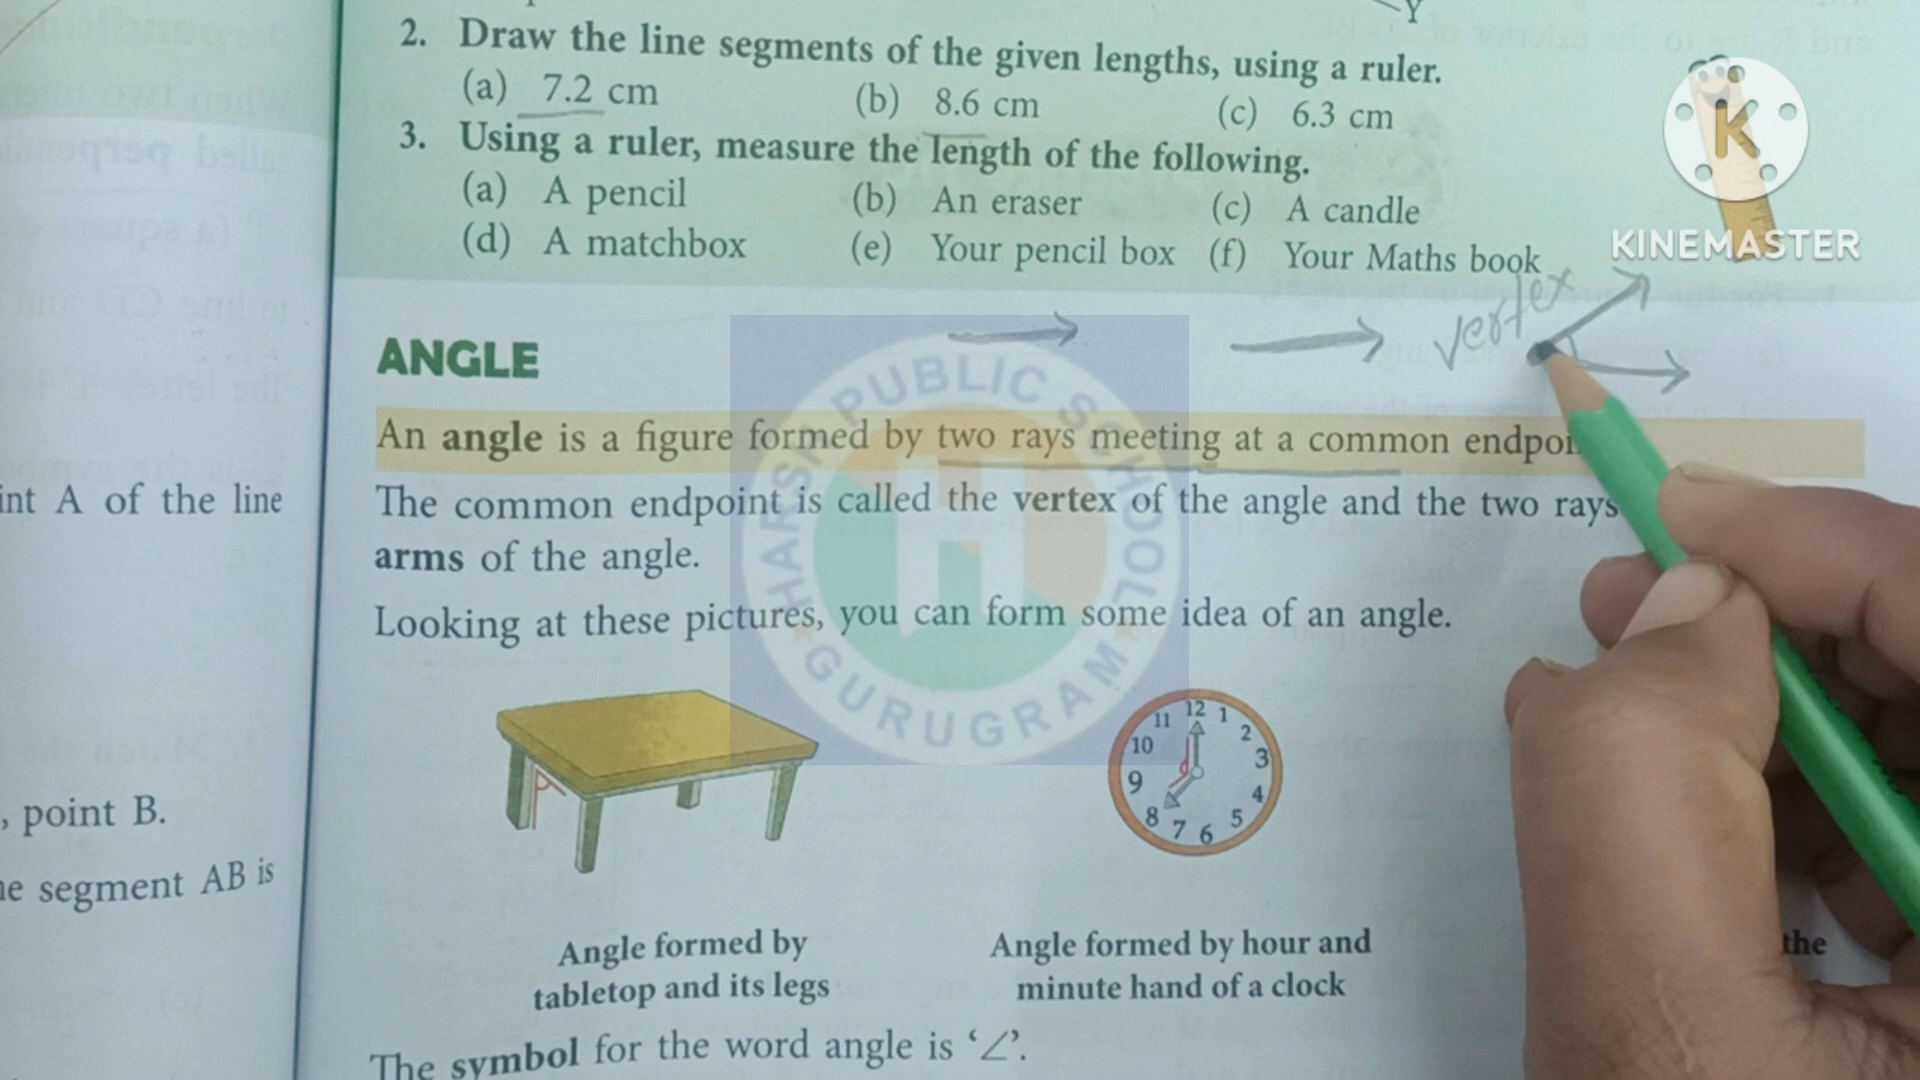 Y
2. Draw the line segments of the given lengths, using a ruler.
(a) 7.2 cm (b) 8.6 cm (c) 6.3 cm
3. Using a ruler, measure the length of the following.
(a) A pencil (b) An eraser (c) A candle
(d) A matchbox (e) Your pencil box (f) Your Maths book
K
KINEMASTER
vertex
ANGLE
An angle is a figure formed by two rays meeting at a common
The common endpoint is called the vertex of the angle and the two rays
arms of the angle.
Looking at these pictures, you can form some idea of an angle.
HARSH PUBLIC SCHOOL
H
GURUGRAM
12 1 2 3 4 5 6 7 8 9 10 11
Angle formed by
tabletop and its legs
Angle formed by hour and
minute hand of a clock
the
The symbol for the word angle is ‘∠’.
int A of the line
, point B.
segment AB is